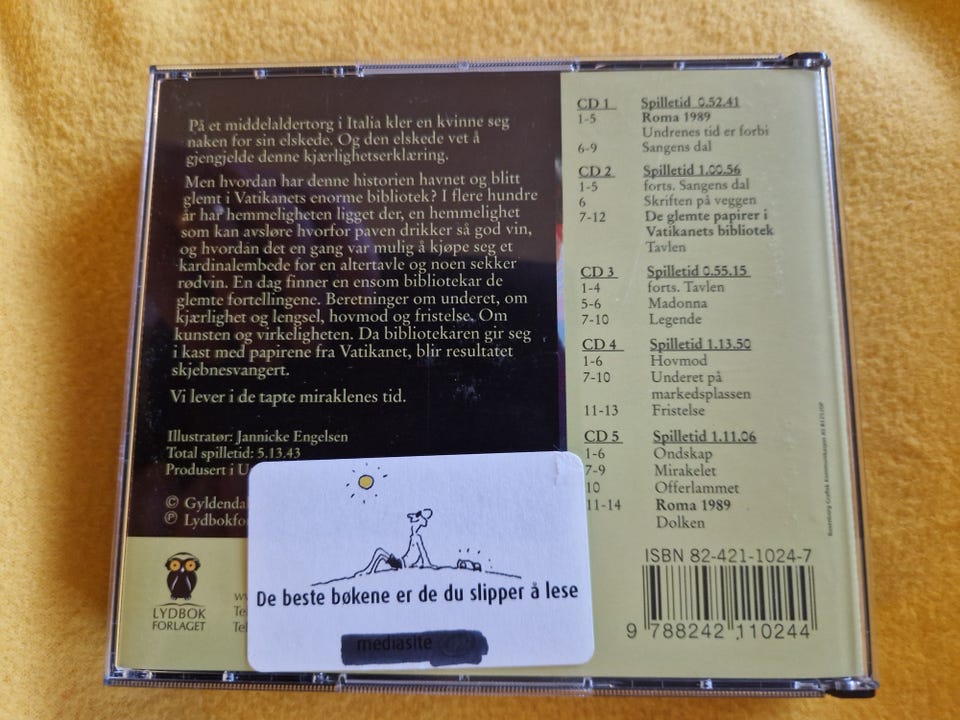 På et middelaldertorg i Italia kler en kvinne seg
naken for sin elskede. Og den elskede vet å
gjengjelde denne kjærlighetserklæring.
Men hvordan har denne historien havnet og blitt
glemt i Vatikanets enorme bibliotek? I flere hundre
år har hemmeligheten ligget der, en hemmelighet
som kan avsløre hvorfor paven drikker så god vin,
og hvordan det en gang var mulig å kjøpe seg et
kardinalembede for en altertavle og noen sekker
rødvin. En dag finner en ensom bibliotekar de
glemte fortellingene. Beretninger om underet, om
kjærlighet og lengsel, hovmod og fristelse. Om
kunsten og virkeligheten. Da bibliotekaren gir seg
i kast med papirene fra Vatikanet, blir resultatet
skjebnesvangert.
Vi lever i de tapte miraklenes tid.
Illustratør: Jannicke Engelsen
Total spilletid: 5.13.43
Produsert i U
© Gyldenda
℗ Lydbokfo
LYDBOK
FORLAGET
ww
Te
Tel
De beste bøkene er de du slipper å lese
mediasite
CD 1 Spilletid 0.52.41
1-5 Roma 1989
Undrenes tid er forbi
6-9 Sangens dal
CD 2 Spilletid 1.00.56
1-5 forts. Sangens dal
6 Skriften på veggen
7-12 De glemte papirer i
Vatikanets bibliotek
Tavlen
CD 3 Spilletid 0.55.15
1-4 forts. Tavlen
5-6 Madonna
7-10 Legende
CD 4 Spilletid 1.13.50
1-6 Hovmod
7-10 Underet på
markedsplassen
11-13 Fristelse
CD 5 Spilletid 1.11.06
1-6 Ondskap
7-9 Mirakelet
10 Offerlammet
11-14 Roma 1989
Dolken
ISBN 82-421-1024-7
9 788242 110244